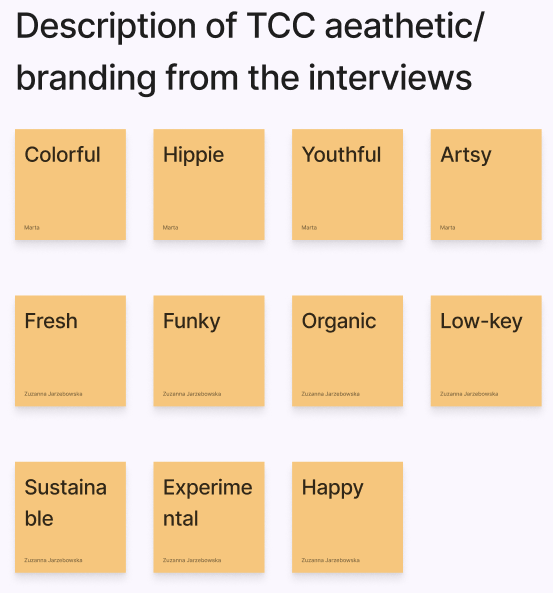 Description of TCC aeathetic/
branding from the interviews
Colorful
Marta
Hippie
Marta
Youthful
Marta
Artsy
Marta
Fresh
Zuzanna Jarzebowska
Funky
Zuzanna Jarzebowska
Organic
Zuzanna Jarzebowska
Low-key
Zuzanna Jarzebowska
Sustaina
ble
Zuzanna Jarzebowska
Experime
ntal
Zuzanna Jarzebowska
Happy
Zuzanna Jarzebowska